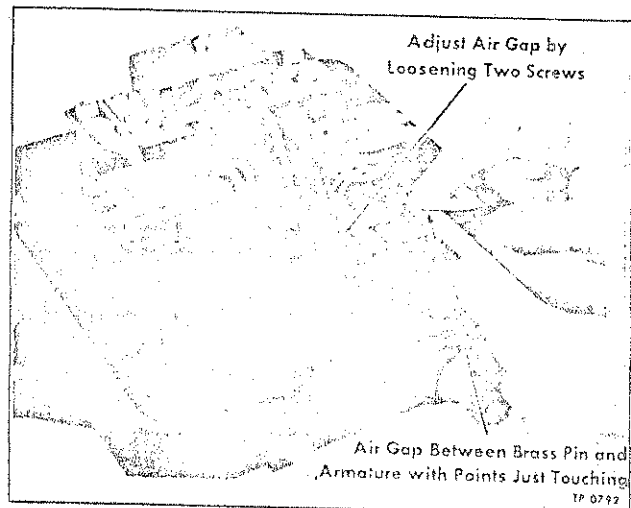 Adjust Air Gap by
Loosening Two Screws
Air Gap Between Brass Pin and
Armature with Points Just Touching
TP 0792